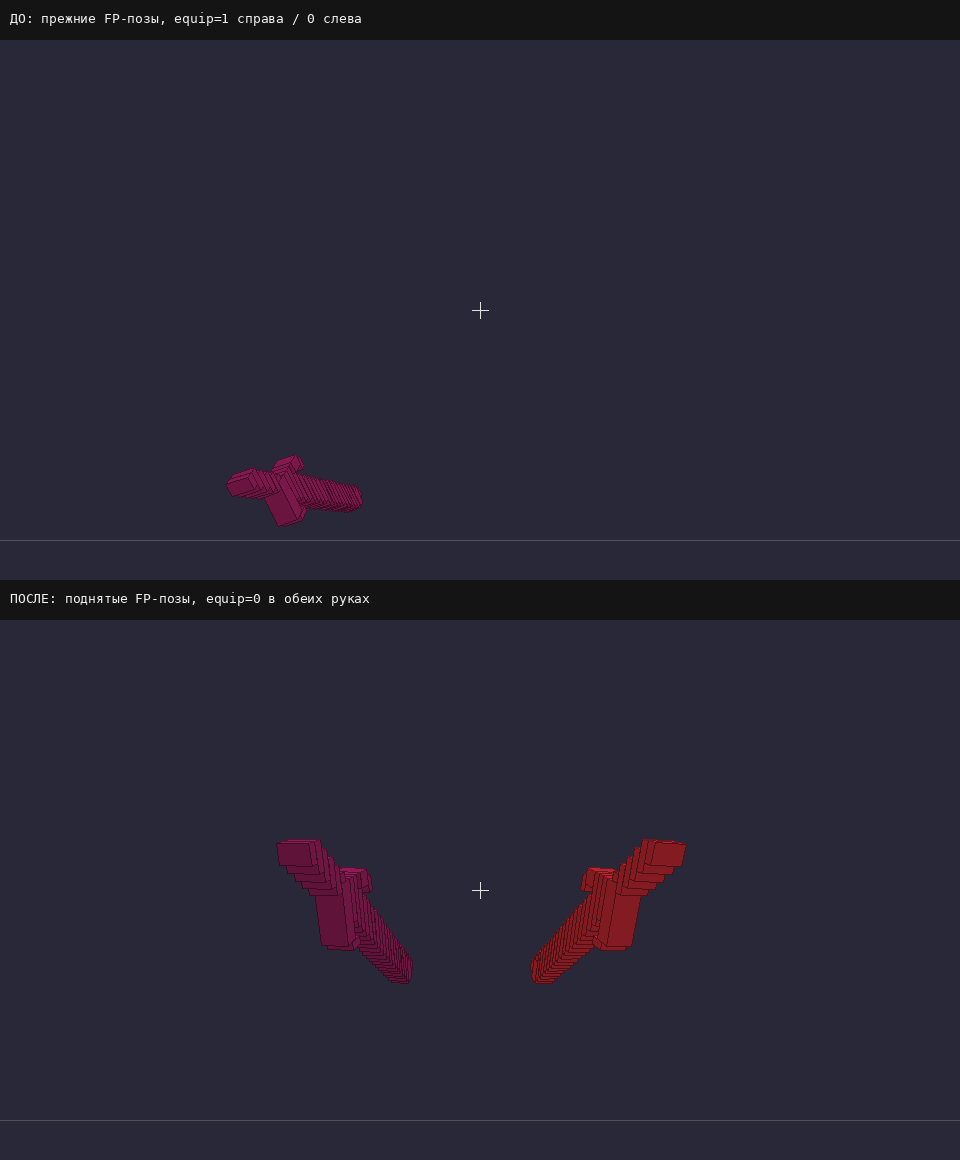 ДО: прежние FP-позы, equip=1 справа / 0 слева
ПОСЛЕ: поднятые FP-позы, equip=0 в обеих руках